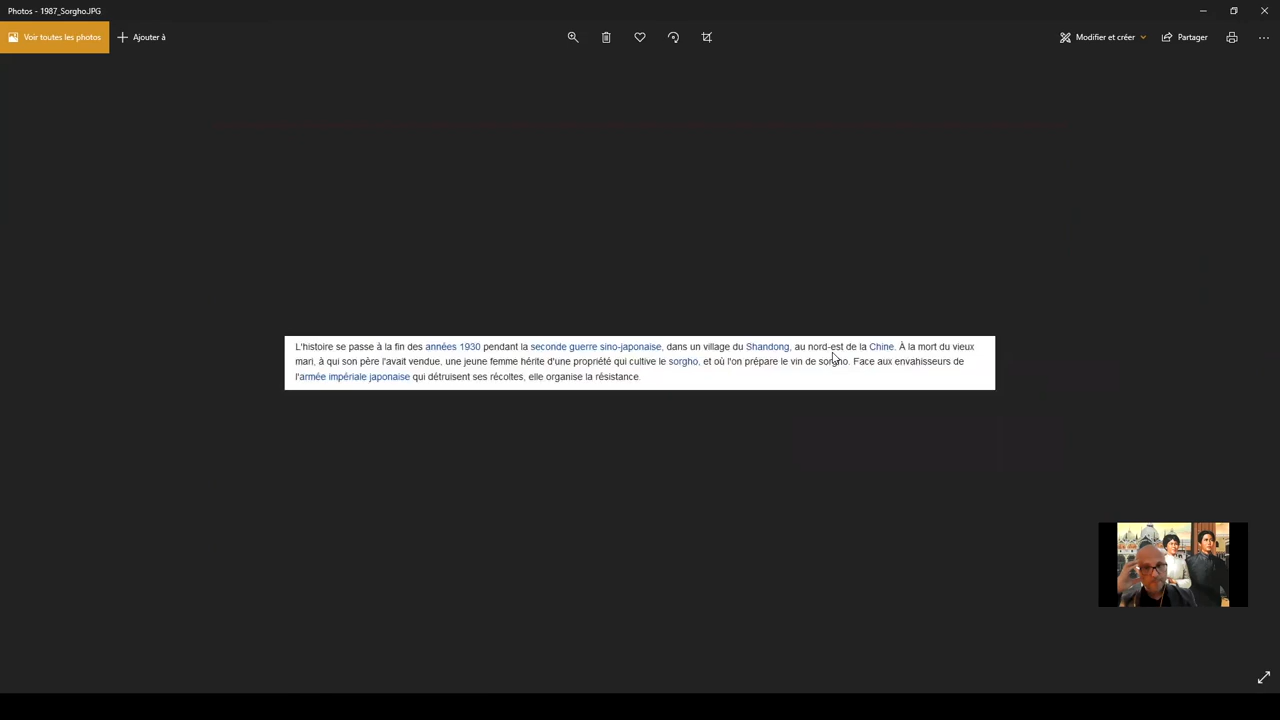 Photos - 1987_Sorgho.JPG
Voir toutes les photos
Ajouter à
Modifier et créer
Partager
L'histoire se passe à la fin des années 1930 pendant la seconde guerre sino-japonaise, dans un village du Shandong, au nord-est de la Chine. À la mort du vieux
mari, à qui son père l'avait vendue, une jeune femme hérite d'une propriété qui cultive le sorgho, et où l'on prépare le vin de sorgho. Face aux envahisseurs de
l'armée impériale japonaise qui détruisent ses récoltes, elle organise la résistance.